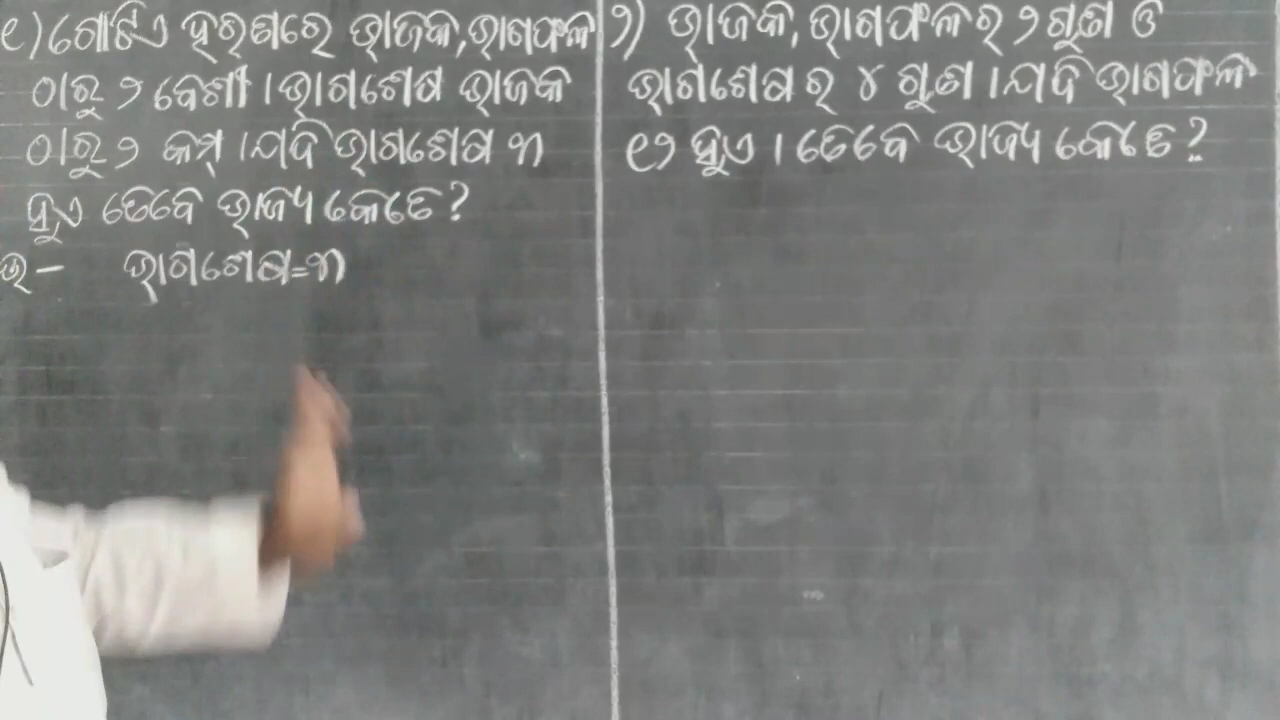 ୧) ଗୋଟିଏ ହରଣରେ ଭାଜକ, ଭାଗଫଳ
ଠାରୁ ୨ ବେଶୀ । ଭାଗଶେଷ ଭାଜକ
ଠାରୁ ୨ କମ୍ । ଯଦି ଭାଗଶେଷ ୩
ହୁଏ ତେବେ ଭାଜ୍ୟ କେତେ?
ଉ- ଭାଗଶେଷ=୩
୨) ଭାଜକ, ଭାଗଫଳର ୨ ଗୁଣ ଓ
ଭାଗଶେଷ ର ୪ ଗୁଣ । ଯଦି ଭାଗଫଳ
୧୨ ହୁଏ । ତେବେ ଭାଜ୍ୟ କେତେ?